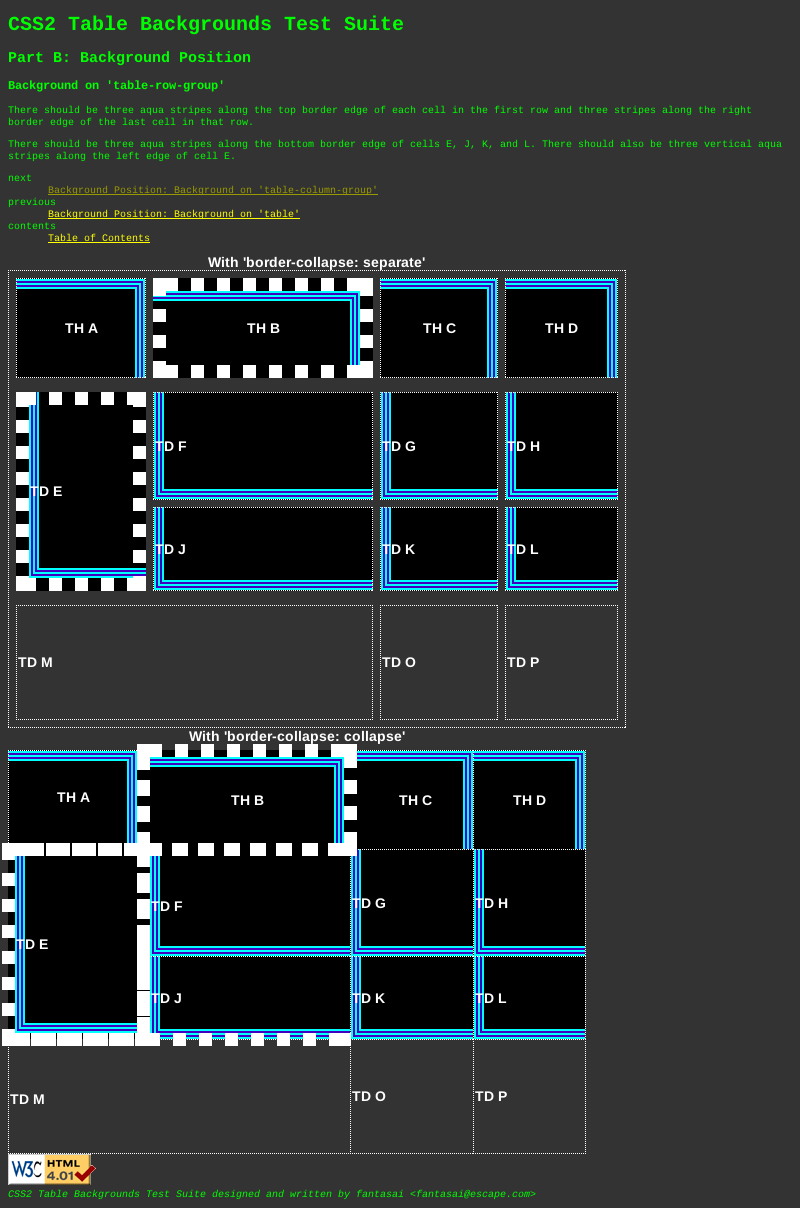 CSS2 Table Backgrounds Test Suite
Part B: Background Position
Background on 'table-row-group'
There should be three aqua stripes along the top border edge of each cell in the first row and three stripes along the right
border edge of the last cell in that row.
There should be three aqua stripes along the bottom border edge of cells E, J, K, and L. There should also be three vertical aqua
stripes along the left edge of cell E.
next
Background Position: Background on 'table-column-group'
previous
Background Position: Background on 'table'
contents
Table of Contents
With 'border-collapse: separate'
TH A TH B TH C TH D
TD E TD F TD G TD H
TD J TD K TD L
TD M TD O TD P
With 'border-collapse: collapse'
TH A TH B TH C TH D
TD E TD F TD G TD H
TD J TD K TD L
TD M TD O TD P
W3C HTML 4.01
CSS2 Table Backgrounds Test Suite designed and written by fantasai <fantasai@escape.com>